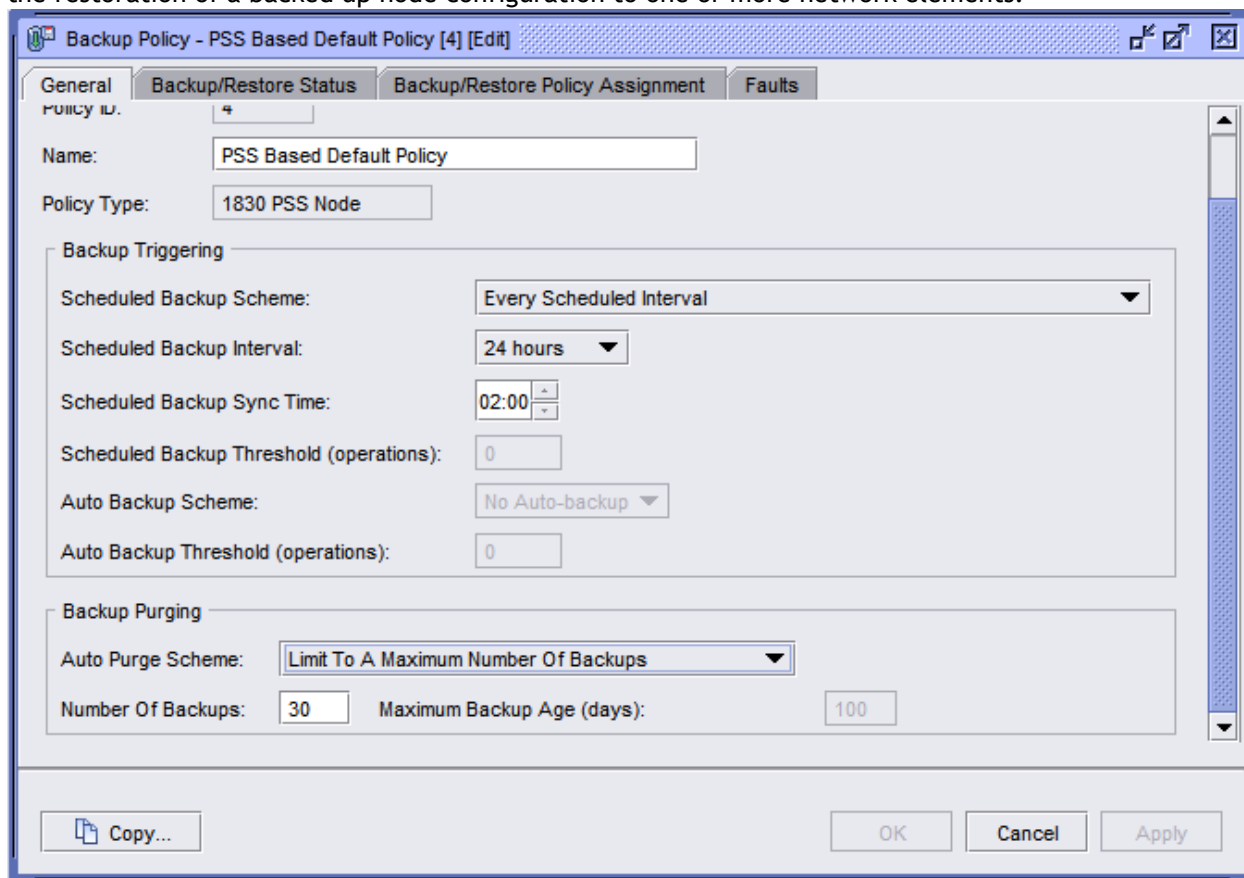 the restoration of a backed up node configuration to one or more network elements.
Backup Policy - PSS Based Default Policy [4] [Edit]
General Backup/Restore Status Backup/Restore Policy Assignment Faults
Policy ID: 4
Name: PSS Based Default Policy
Policy Type: 1830 PSS Node
Backup Triggering
Scheduled Backup Scheme: Every Scheduled Interval
Scheduled Backup Interval: 24 hours
Scheduled Backup Sync Time: 02:00
Scheduled Backup Threshold (operations): 0
Auto Backup Scheme: No Auto-backup
Auto Backup Threshold (operations): 0
Backup Purging
Auto Purge Scheme: Limit To A Maximum Number Of Backups
Number Of Backups: 30 Maximum Backup Age (days): 100
Copy... OK Cancel Apply